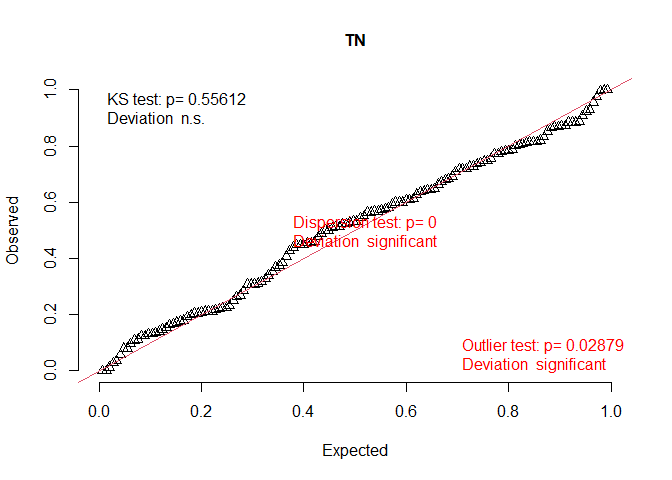 TN
KS test: p= 0.55612
Deviation n.s.
Dispersion test: p= 0
Deviation significant
Outlier test: p= 0.02879
Deviation significant
Observed
1.0
0.8
0.6
0.4
0.2
0.0
0.0 0.2 0.4 0.6 0.8 1.0
Expected